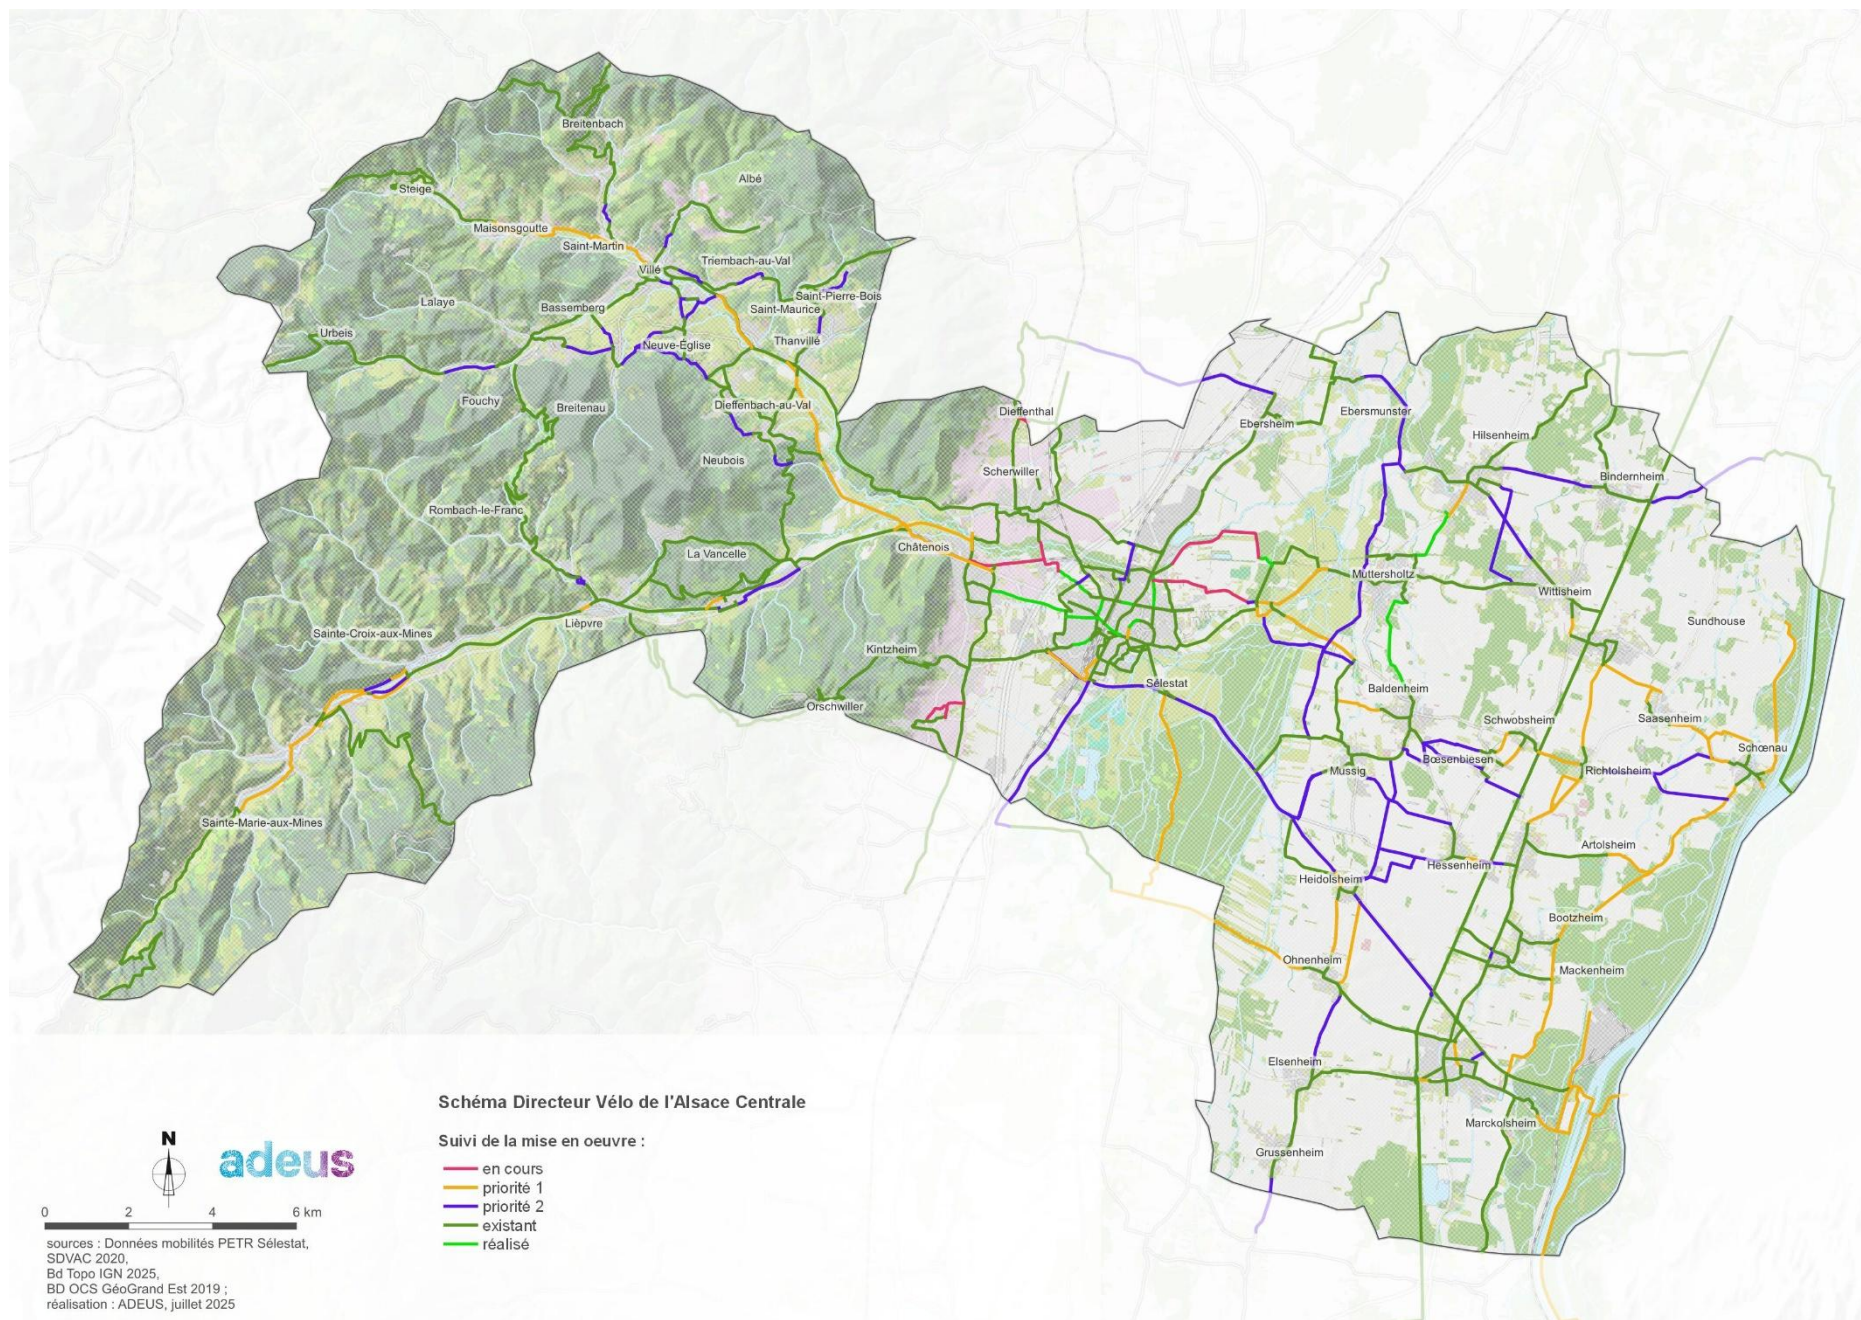 Breitenbach
Albé
Steige
Maisonsgoutte
Saint-Martin
Villé
Triembach-au-Val
Saint-Pierre-Bois
Lalaye
Bassemberg
Saint-Maurice
Urbeis
Neuve-Église
Thanvillé
Fouchy
Breitenau
Dieffenbach-au-Val
Dieffenthal
Ebersmunster
Ebersheim
Hilsenheim
Neubois
Scherwiller
Bindernheim
Rombach-le-Franc
La Vancelle
Châtenois
Muttersholtz
Wittisheim
Lièpvre
Sainte-Croix-aux-Mines
Sundhouse
Kintzheim
Sélestat
Baldenheim
Orschwiller
Schwobsheim
Saasenheim
Schœnau
Bœsenbiesen
Mussig
Richtolsheim
Sainte-Marie-aux-Mines
Artolsheim
Hessenheim
Heidolsheim
Bootzheim
Ohnenheim
Mackenheim
Elsenheim
Marckolsheim
Grussenheim
Schéma Directeur Vélo de l'Alsace Centrale
Suivi de la mise en oeuvre :
en cours
priorité 1
priorité 2
existant
réalisé
N
adeus
0 2 4 6 km
sources : Données mobilités PETR Sélestat,
SDVAC 2020,
Bd Topo IGN 2025,
BD OCS GéoGrand Est 2019 ;
réalisation : ADEUS, juillet 2025